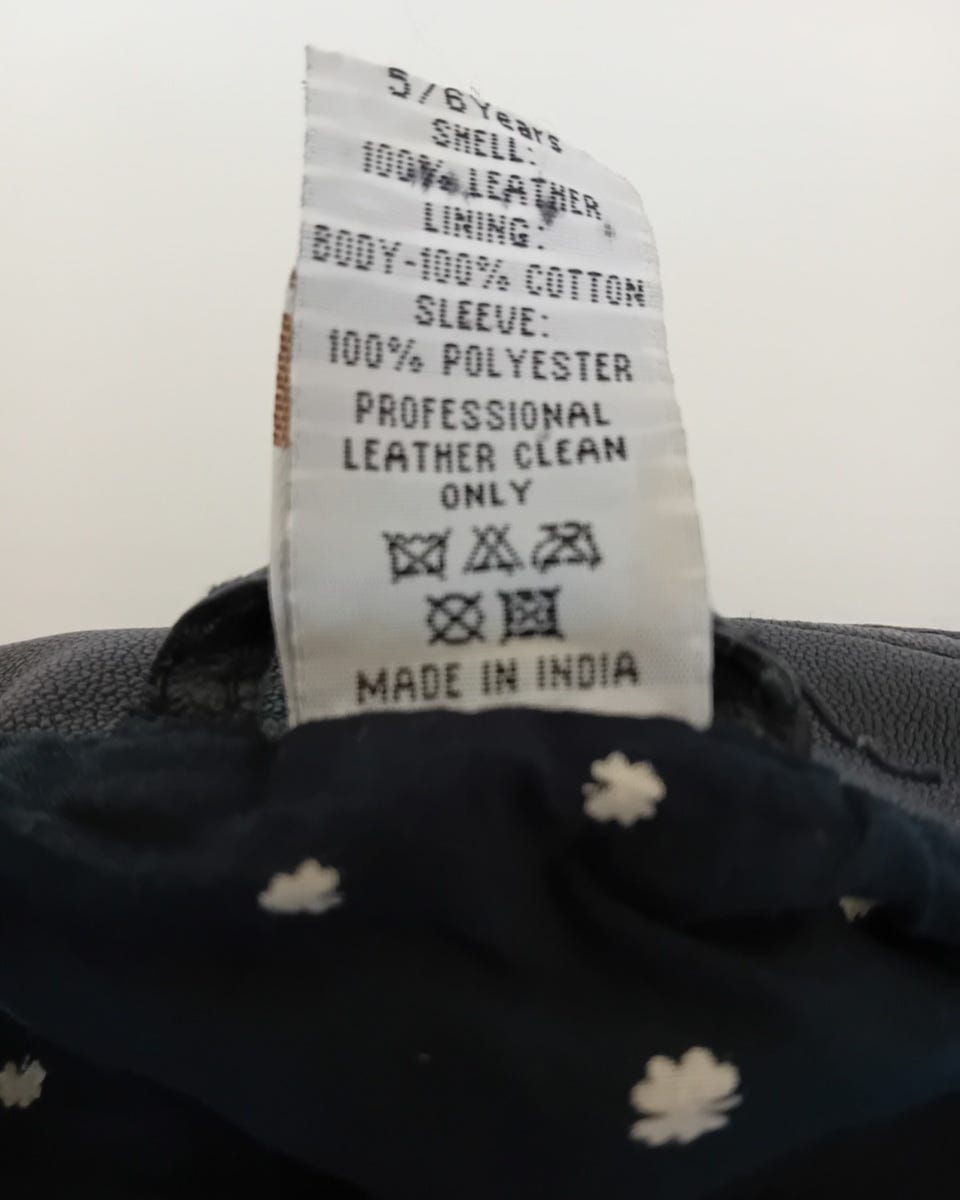 5/6Years
SHELL:
100% LEATHER
LINING:
BODY-100% COTTON
SLEEVE:
100% POLYESTER
PROFESSIONAL
LEATHER CLEAN
ONLY
MADE IN INDIA